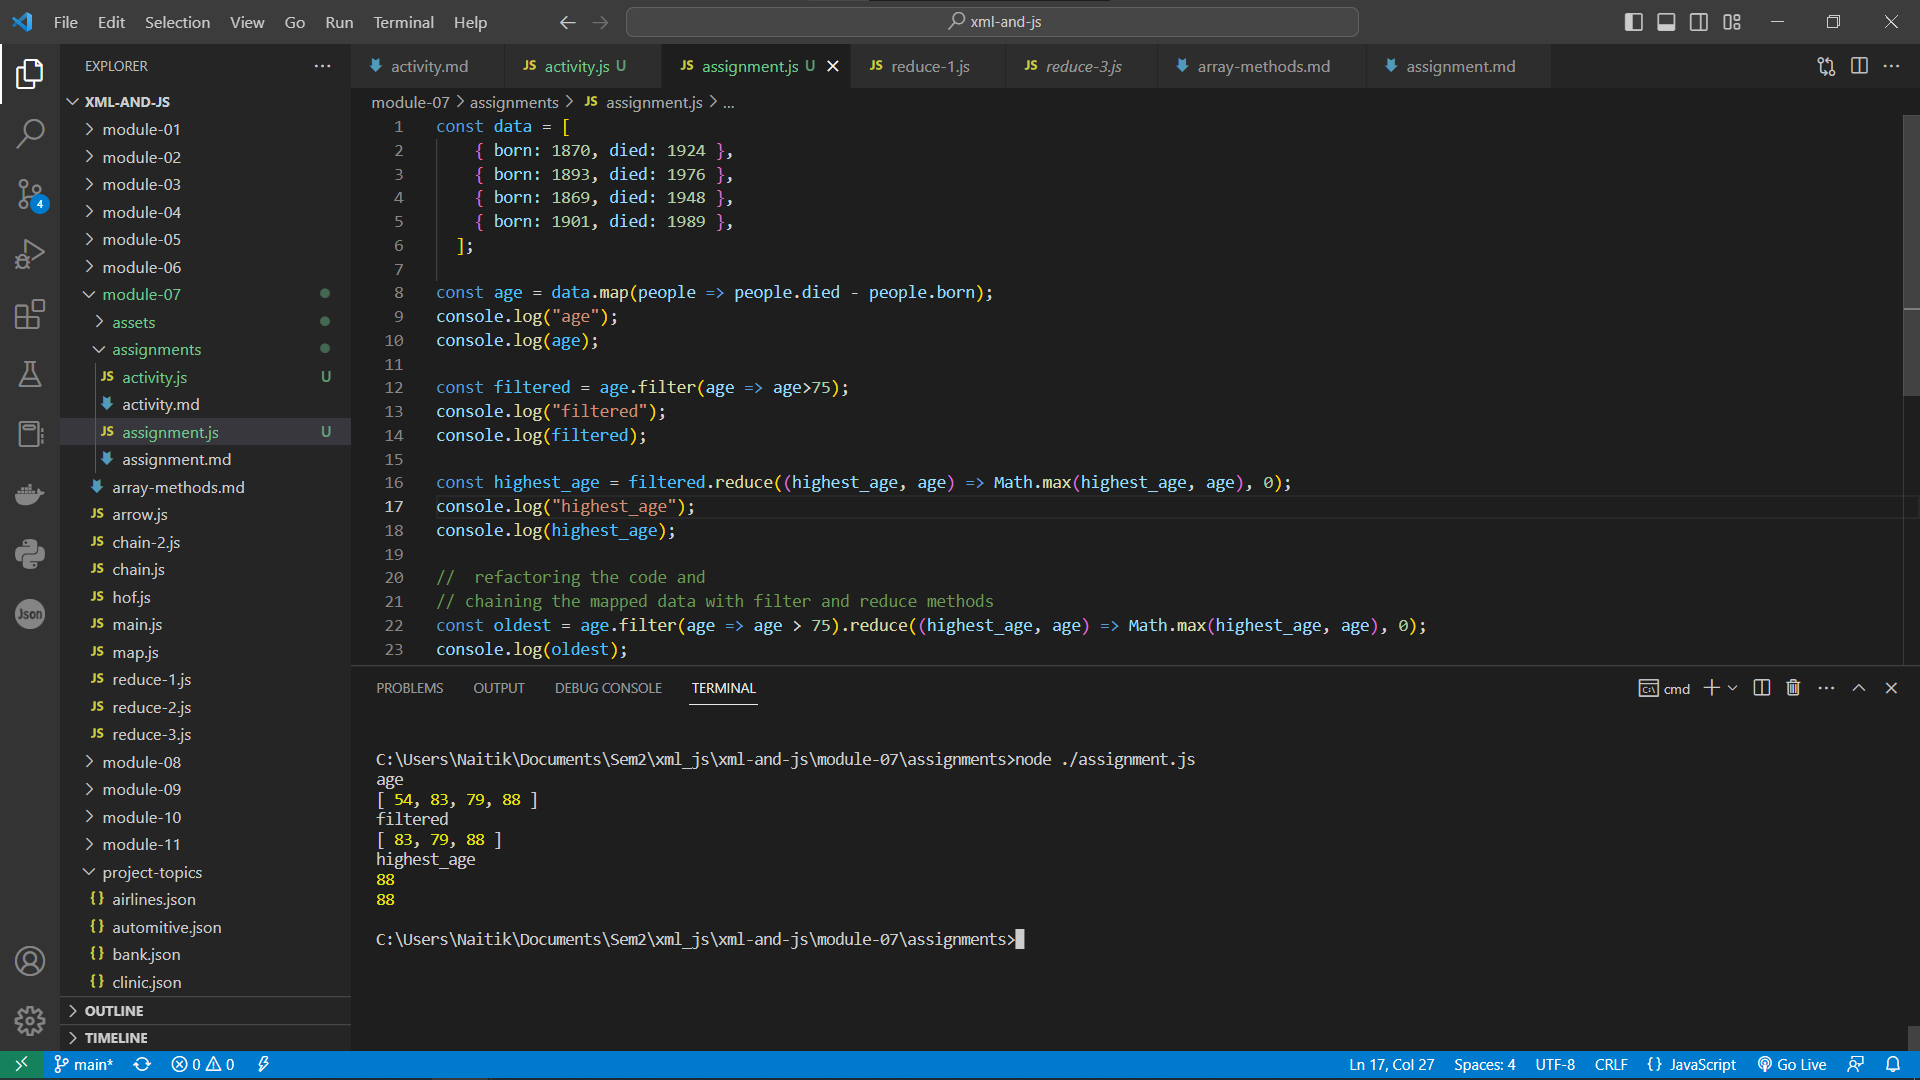 File Edit Selection View Go Run Terminal Help
xml-and-js
EXPLORER
XML-AND-JS
module-01
module-02
module-03
module-04
module-05
module-06
module-07
assets
assignments
activity.js U
activity.md
assignment.js U
assignment.md
array-methods.md
arrow.js
chain-2.js
chain.js
hof.js
main.js
map.js
reduce-1.js
reduce-2.js
reduce-3.js
module-08
module-09
module-10
module-11
project-topics
airlines.json
automitive.json
bank.json
clinic.json
OUTLINE
TIMELINE
4
Json
activity.md JS activity.js U JS assignment.js U JS reduce-1.js JS reduce-3.js array-methods.md assignment.md
module-07 > assignments > JS assignment.js > ...
1 const data = [
2 { born: 1870, died: 1924 },
3 { born: 1893, died: 1976 },
4 { born: 1869, died: 1948 },
5 { born: 1901, died: 1989 },
6 ];
7
8 const age = data.map(people => people.died - people.born);
9 console.log("age");
10 console.log(age);
11
12 const filtered = age.filter(age => age>75);
13 console.log("filtered");
14 console.log(filtered);
15
16 const highest_age = filtered.reduce((highest_age, age) => Math.max(highest_age, age), 0);
17 console.log("highest_age");
18 console.log(highest_age);
19
20 //  refactoring the code and
21 // chaining the mapped data with filter and reduce methods
22 const oldest = age.filter(age => age > 75).reduce((highest_age, age) => Math.max(highest_age, age), 0);
23 console.log(oldest);
PROBLEMS OUTPUT DEBUG CONSOLE TERMINAL
cmd
C:\Users\Naitik\Documents\Sem2\xml_js\xml-and-js\module-07\assignments>node ./assignment.js
age
[ 54, 83, 79, 88 ]
filtered
[ 83, 79, 88 ]
highest_age
88
88
C:\Users\Naitik\Documents\Sem2\xml_js\xml-and-js\module-07\assignments>
main* 0 0
Ln 17, Col 27 Spaces: 4 UTF-8 CRLF {} JavaScript Go Live